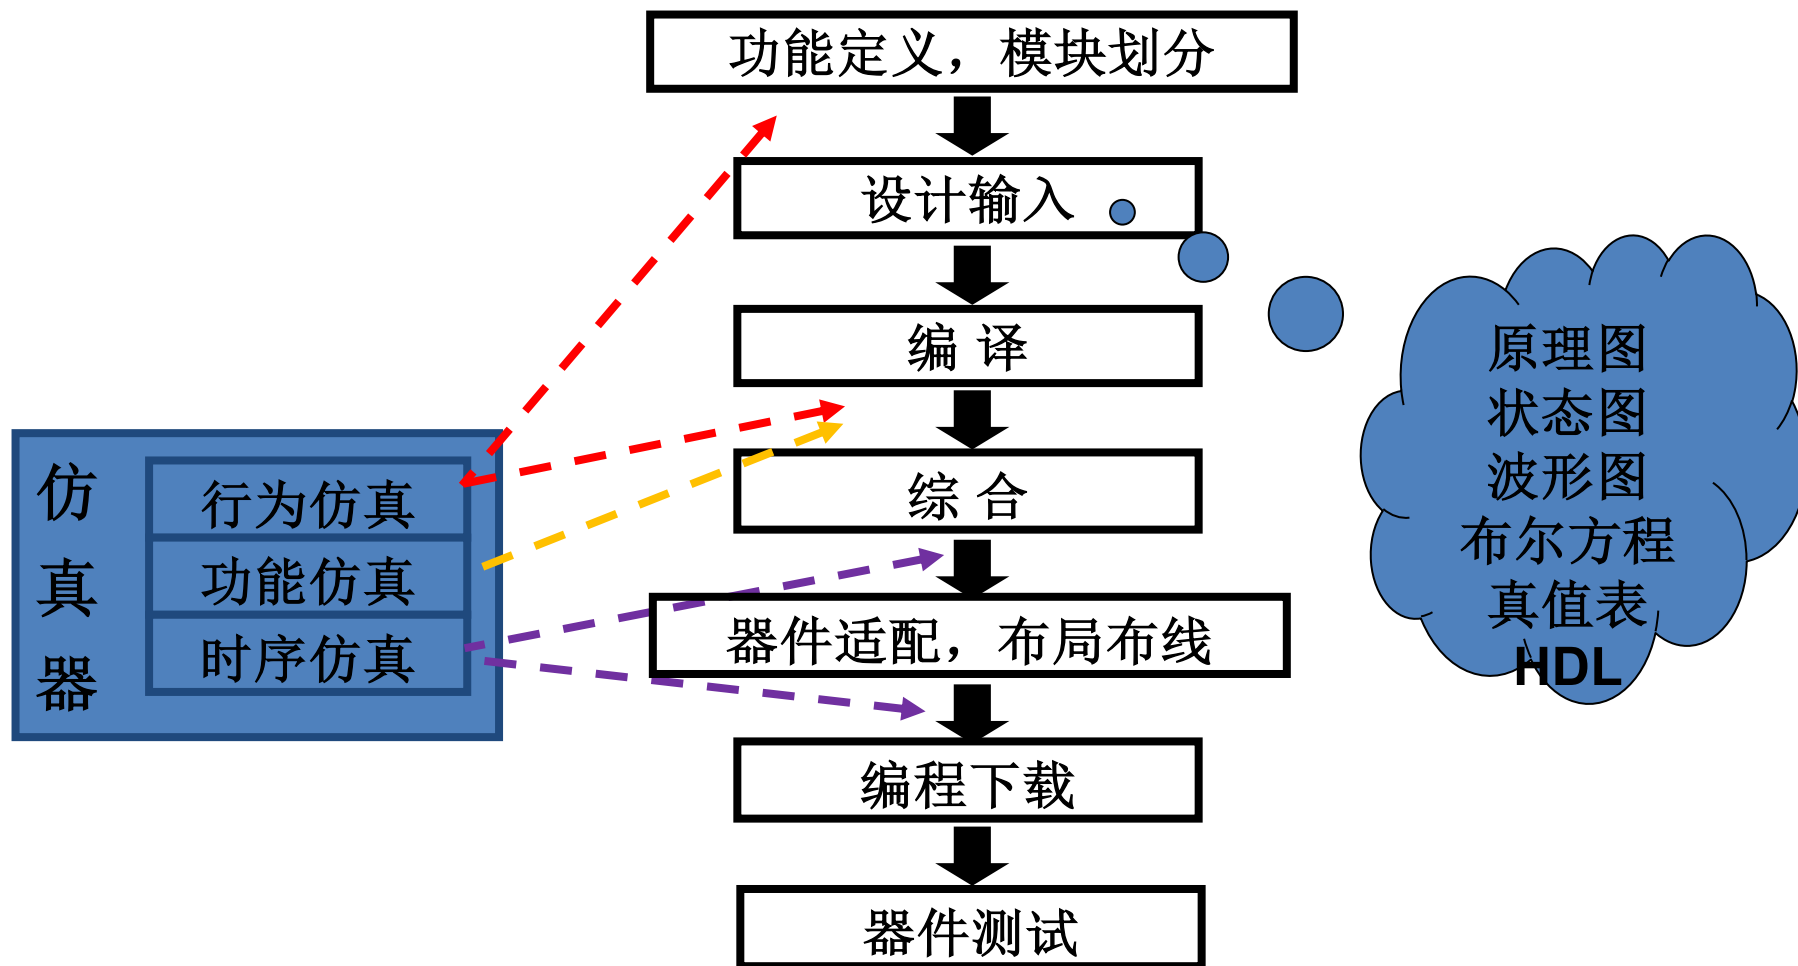 功能定义，模块划分
设计输入
编 译
综 合
器件适配，布局布线
编程下载
器件测试
仿
真
器
行为仿真
功能仿真
时序仿真
原理图
状态图
波形图
布尔方程
真值表
HDL